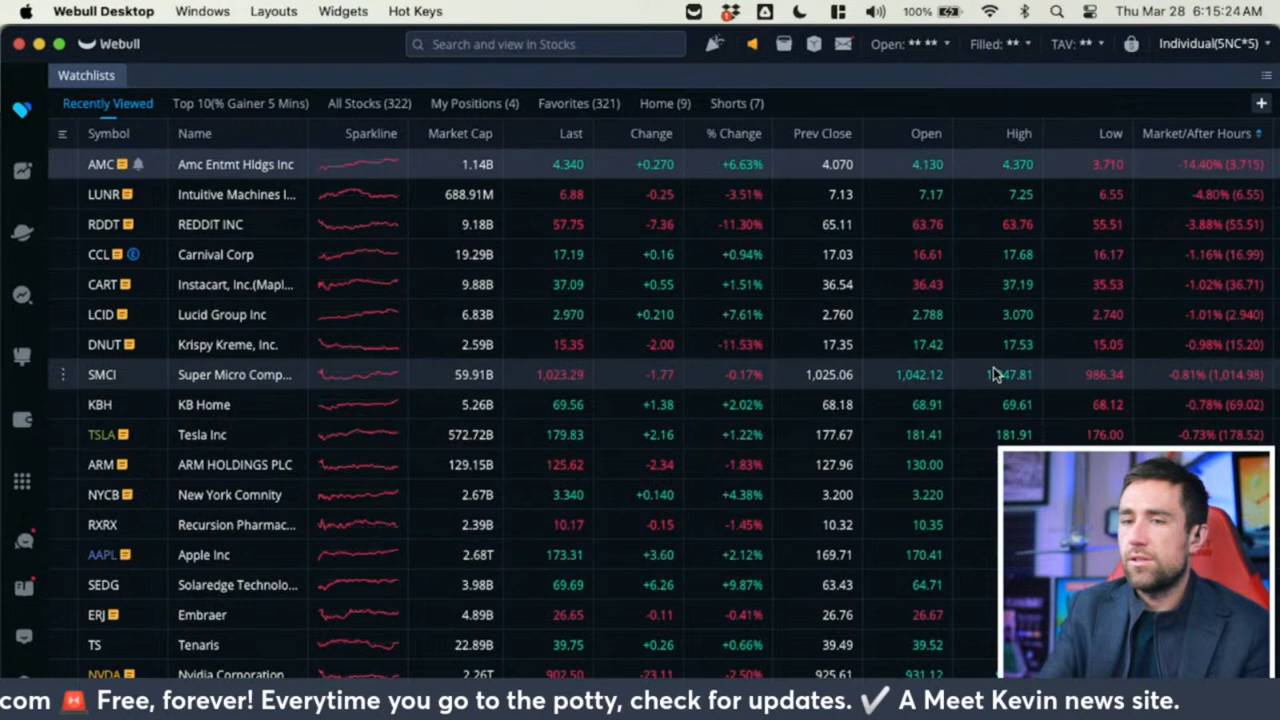 Webull Desktop Windows Layouts Widgets Hot Keys 100% Thu Mar 28 6:15:24 AM
Webull Search and view in Stocks Open: ** ** Filled: ** TAV: ** Individual(5NC*5)
Watchlists
Recently Viewed Top 10(% Gainer 5 Mins) All Stocks (322) My Positions (4) Favorites (321) Home (9) Shorts (7)
Symbol Name Sparkline Market Cap Last Change % Change Prev Close Open High Low Market/After Hours
AMC Amc Entmt Hldgs Inc 1.14B 4.340 +0.270 +6.63% 4.070 4.130 4.370 3.710 -14.40% (3.715)
LUNR Intuitive Machines I... 688.91M 6.88 -0.25 -3.51% 7.13 7.17 7.25 6.55 -4.80% (6.55)
RDDT REDDIT INC 9.18B 57.75 -7.36 -11.30% 65.11 63.76 63.76 55.51 -3.88% (55.51)
CCL E Carnival Corp 19.29B 17.19 +0.16 +0.94% 17.03 16.61 17.68 16.17 -1.16% (16.99)
CART Instacart, Inc.(Mapl... 9.88B 37.09 +0.55 +1.51% 36.54 36.43 37.19 35.53 -1.02% (36.71)
LCID Lucid Group Inc 6.83B 2.970 +0.210 +7.61% 2.760 2.788 3.070 2.740 -1.01% (2.940)
DNUT Krispy Kreme, Inc. 2.59B 15.35 -2.00 -11.53% 17.35 17.42 17.53 15.05 -0.98% (15.20)
SMCI Super Micro Comp... 59.91B 1,023.29 -1.77 -0.17% 1,025.06 1,042.12 986.34 -0.81% (1,014.98)
KBH KB Home 5.26B 69.56 +1.38 +2.02% 68.18 68.91 69.61 68.12 -0.78% (69.02)
TSLA Tesla Inc 572.72B 179.83 +2.16 +1.22% 177.67 181.41 181.91 176.00 -0.73% (178.52)
ARM ARM HOLDINGS PLC 129.15B 125.62 -2.34 -1.83% 127.96 130.00
NYCB New York Comnity 2.67B 3.340 +0.140 +4.38% 3.200 3.220
RXRX Recursion Pharmac... 2.39B 10.17 -0.15 -1.45% 10.32 10.35
AAPL Apple Inc 2.68T 173.31 +3.60 +2.12% 169.71 170.41
SEDG Solaredge Technolo... 3.98B 69.69 +6.26 +9.87% 63.43 64.71
ERJ Embraer 4.89B 26.65 -0.11 -0.41% 26.76 26.67
TS Tenaris 22.89B 39.75 +0.26 +0.66% 39.49 39.52
NVDA Nvidia Corporation 2.26T 902.50 -23.11 -2.50% 925.61 931.12
com 🚨 Free, forever! Everytime you go to the potty, check for updates. ✔ A Meet Kevin news site.